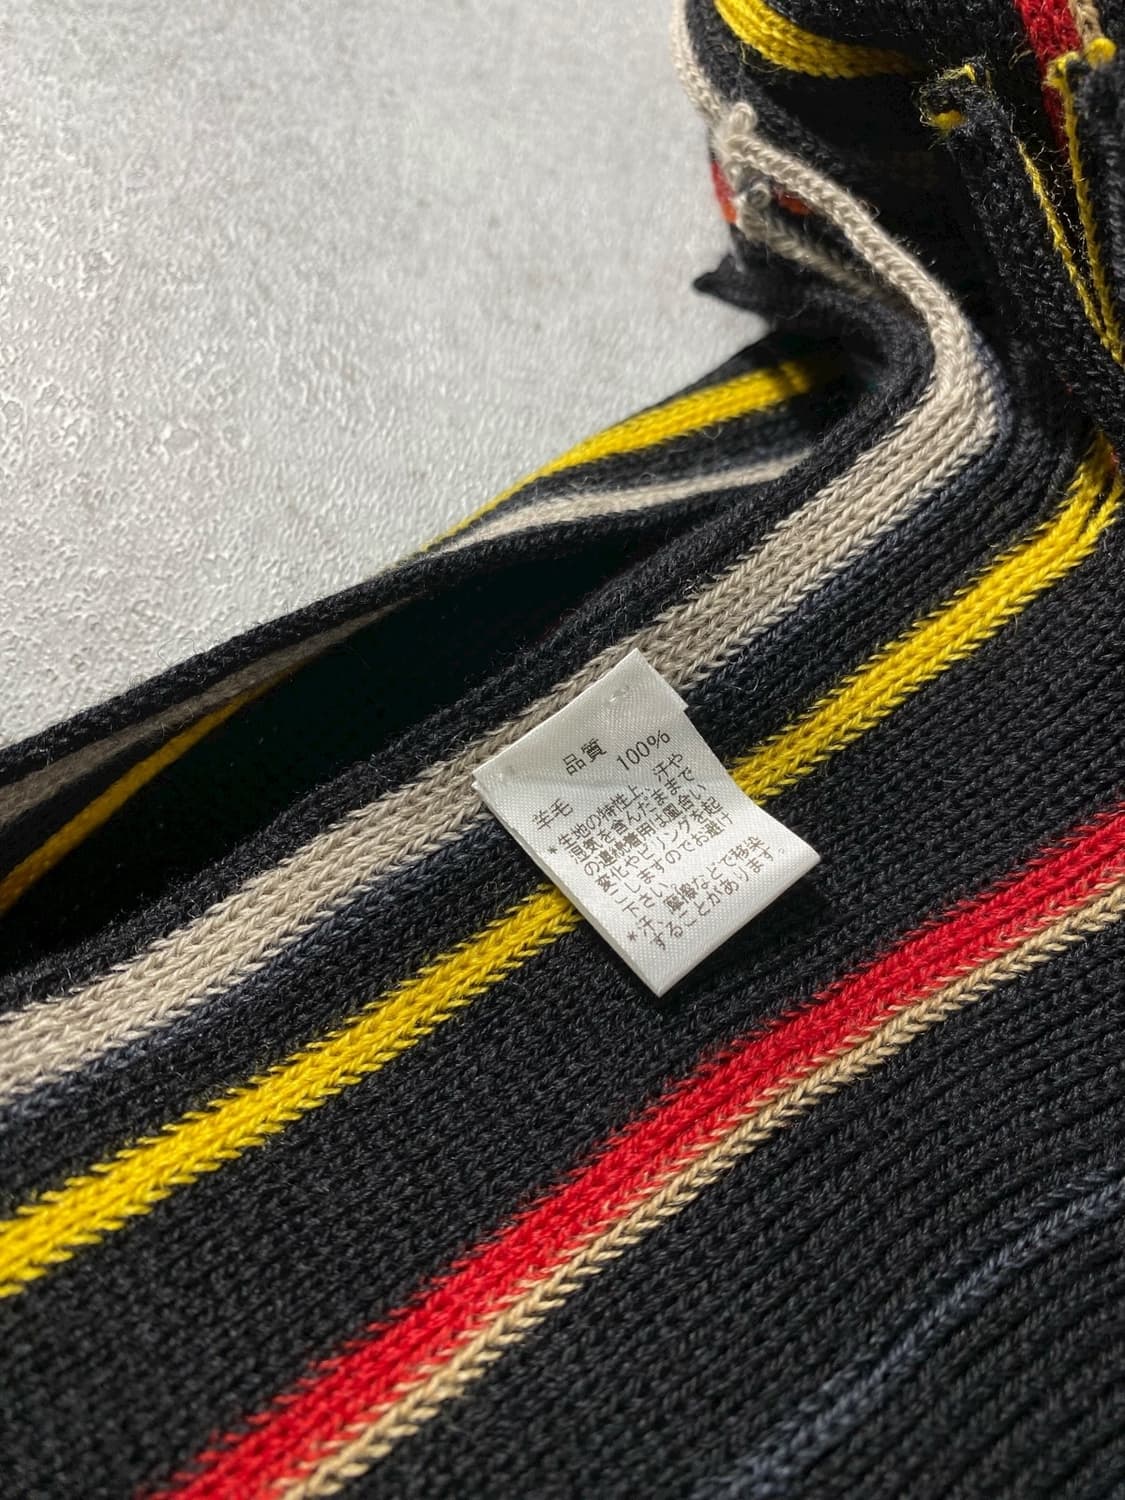 品質
羊毛 100%
*生地の特性上、汗や
湿気を含んだままで
の連続着用は風合い
変化やピリングを起
こしますのでお避け
下さい。
*汗、摩擦などで移染
することがあります。